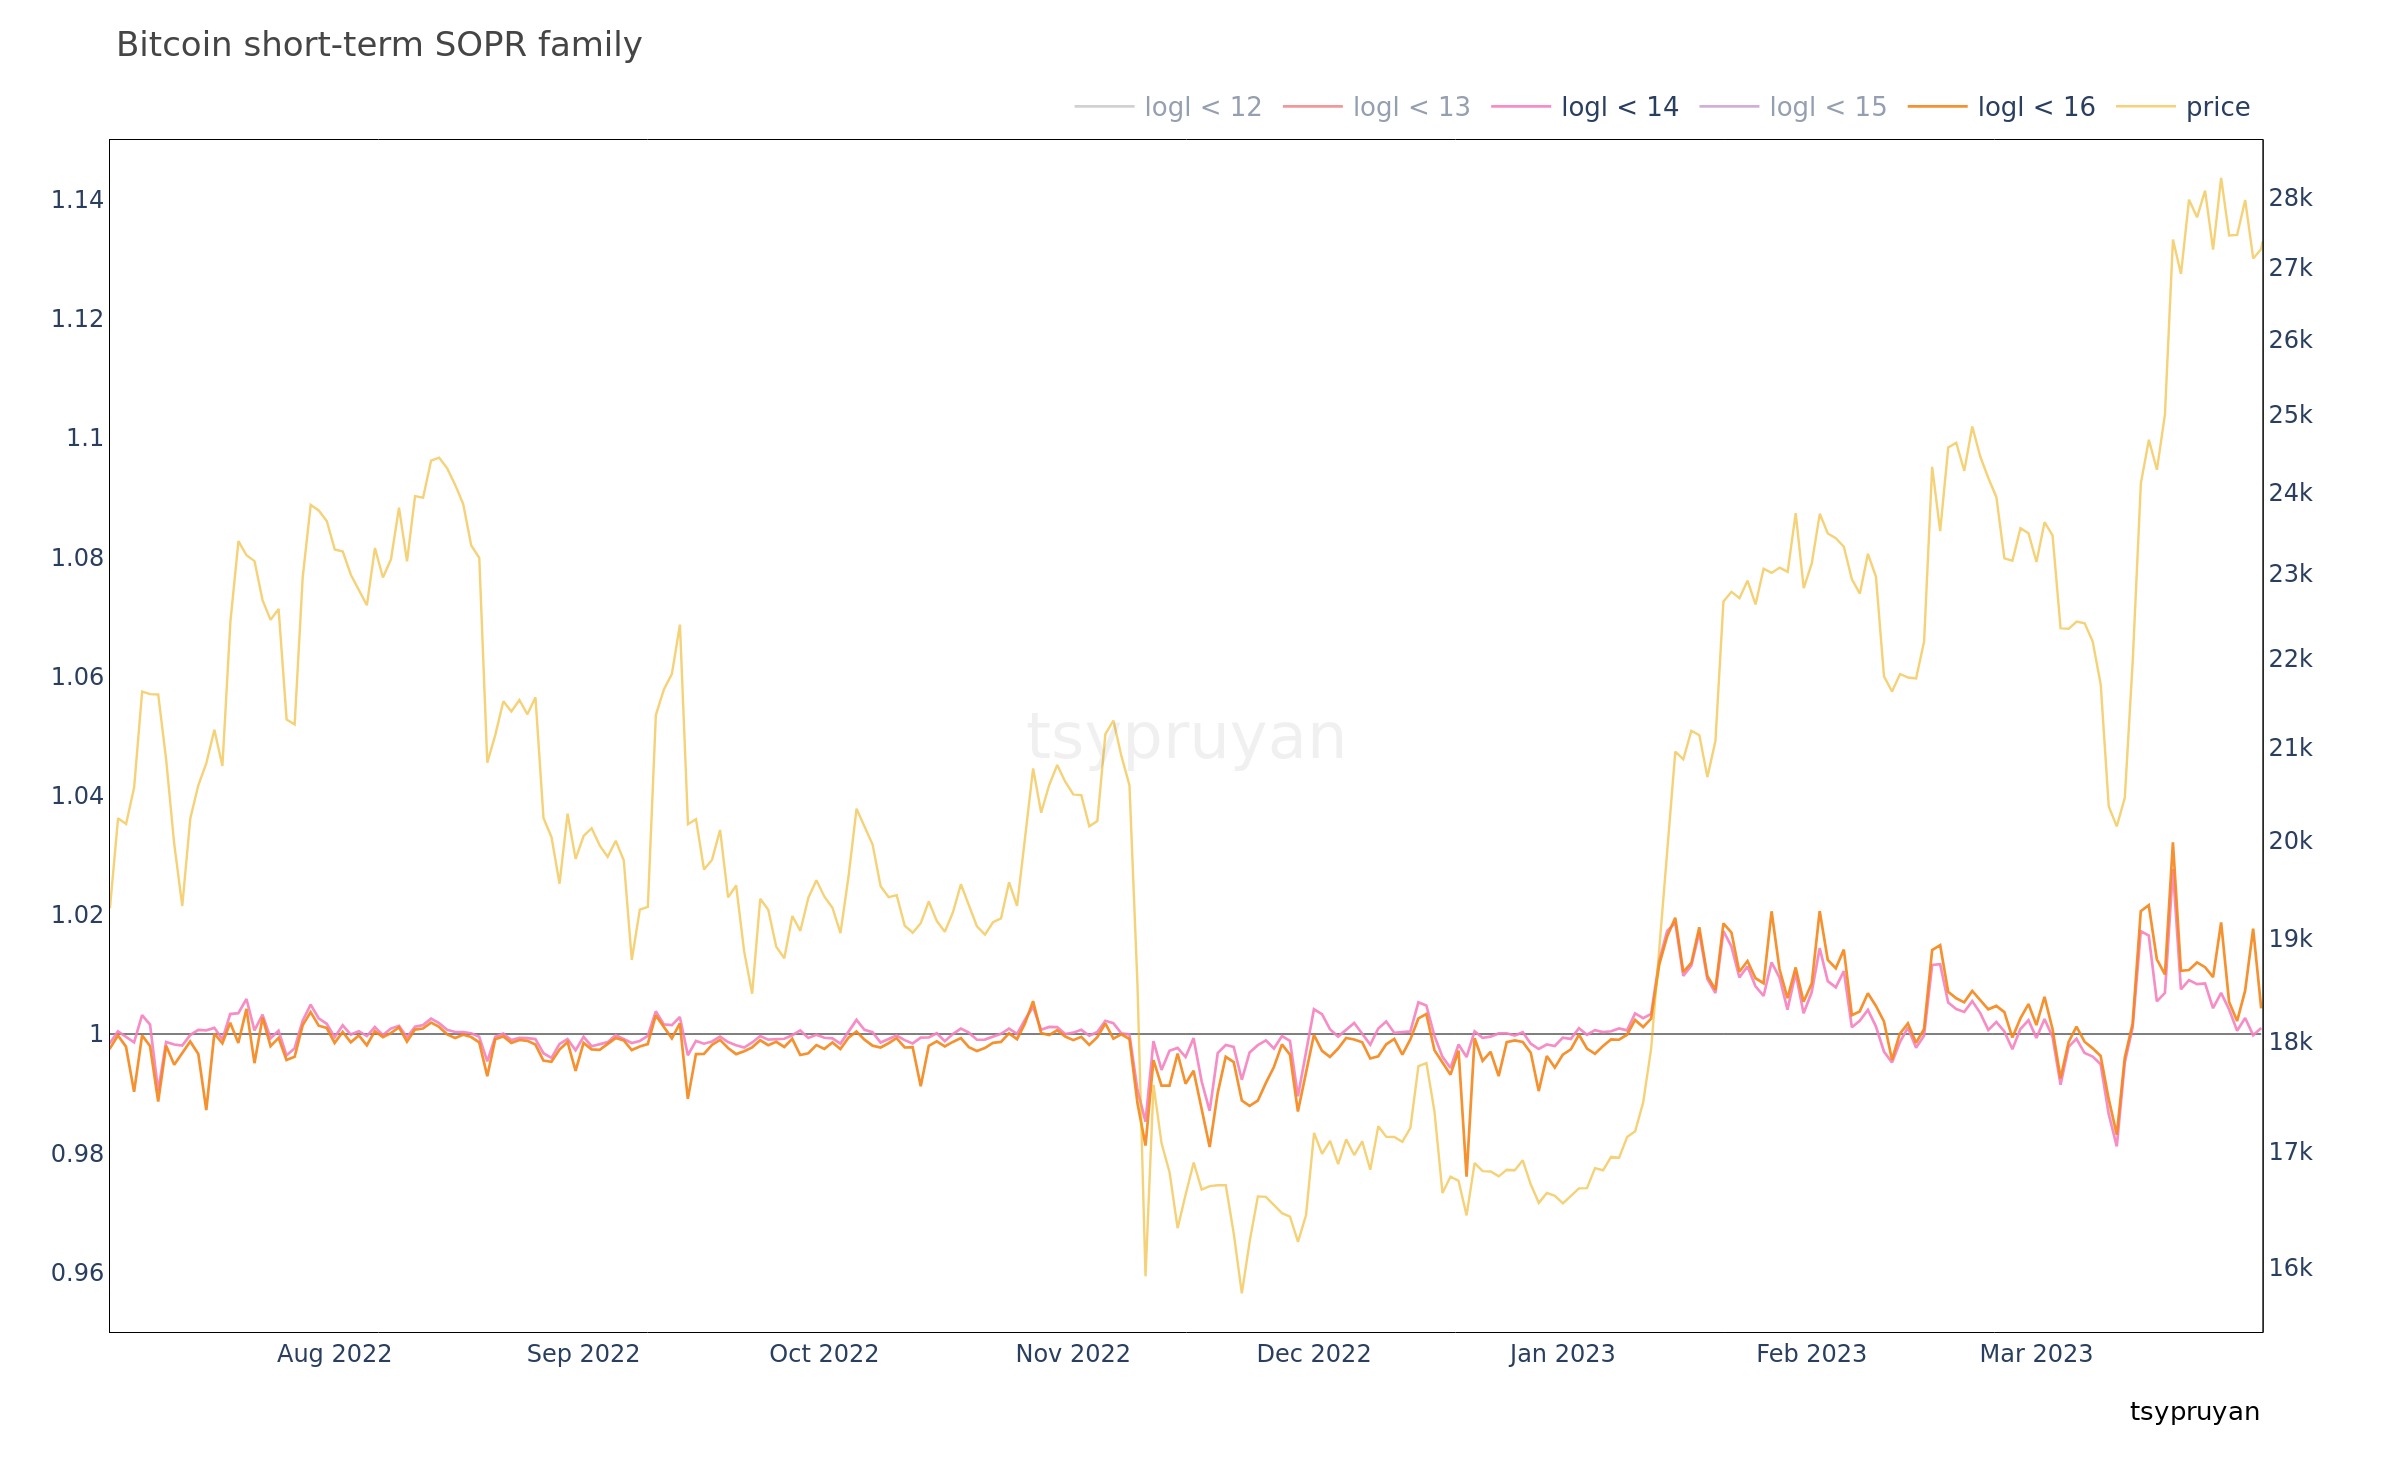 Bitcoin short-term SOPR family
logl < 12 logl < 13 logl < 14 logl < 15 logl < 16 price
1.14
1.12
1.1
1.08
1.06
1.04
1.02
1
0.98
0.96
28k
27k
26k
25k
24k
23k
22k
21k
20k
19k
18k
17k
16k
tsypruyan
Aug 2022 Sep 2022 Oct 2022 Nov 2022 Dec 2022 Jan 2023 Feb 2023 Mar 2023
tsypruyan